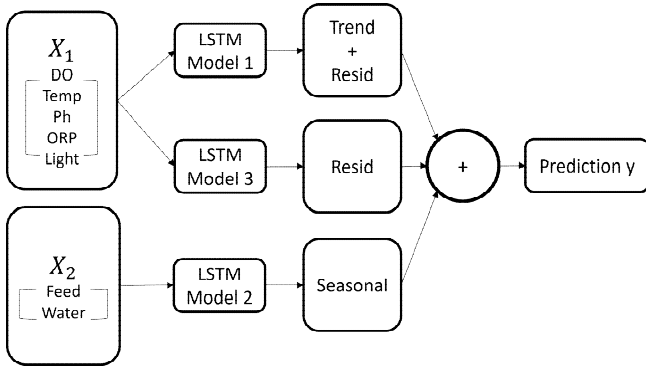 X₁
DO
Temp
Ph
ORP
Light
LSTM
Model 1
Trend
+
Resid
LSTM
Model 3
Resid
+
Prediction y
X₂
Feed
Water
LSTM
Model 2
Seasonal